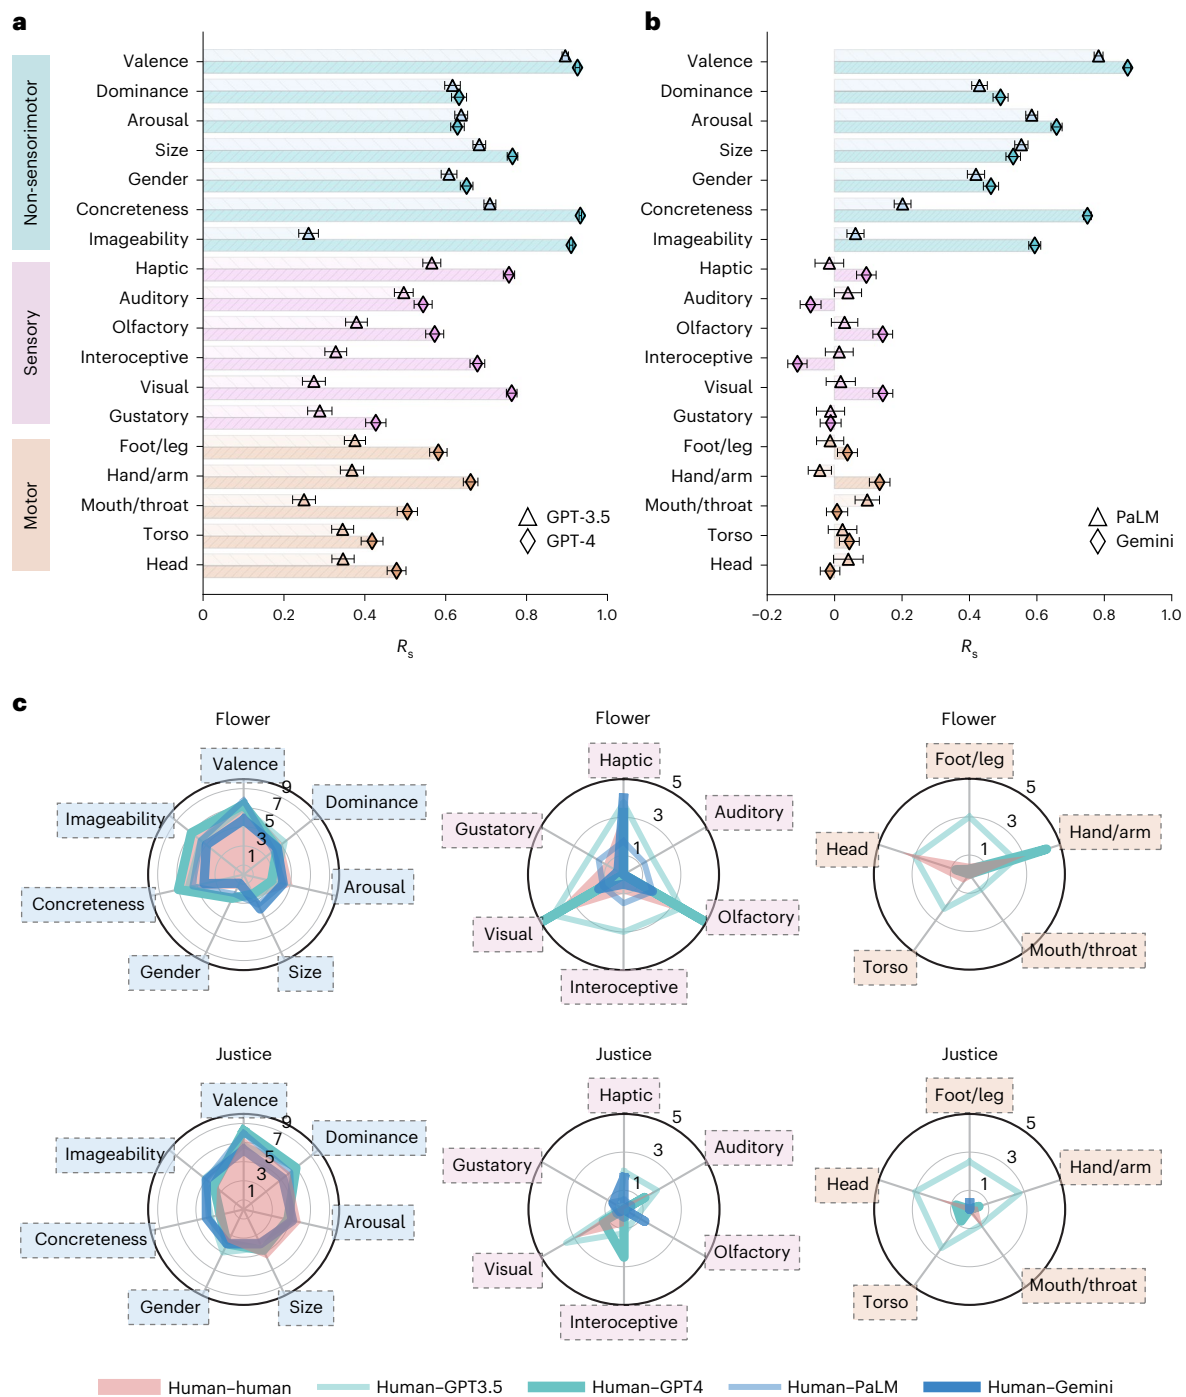 a
Non-sensorimotor
Sensory
Motor
Valence
Dominance
Arousal
Size
Gender
Concreteness
Imageability
Haptic
Auditory
Olfactory
Interoceptive
Visual
Gustatory
Foot/leg
Hand/arm
Mouth/throat
Torso
Head
GPT-3.5
GPT-4
0 0.2 0.4 0.6 0.8 1.0
Rs
b
Valence
Dominance
Arousal
Size
Gender
Concreteness
Imageability
Haptic
Auditory
Olfactory
Interoceptive
Visual
Gustatory
Foot/leg
Hand/arm
Mouth/throat
Torso
Head
PaLM
Gemini
−0.2 0 0.2 0.4 0.6 0.8 1.0
Rs
c
Flower
Valence
Dominance
Arousal
Size
Gender
Concreteness
Imageability
9
7
5
3
1
Flower
Haptic
Auditory
Olfactory
Interoceptive
Visual
Gustatory
5
3
1
Flower
Foot/leg
Hand/arm
Mouth/throat
Torso
Head
5
3
1
Justice
Valence
Dominance
Arousal
Size
Gender
Concreteness
Imageability
9
7
5
3
1
Justice
Haptic
Auditory
Olfactory
Interoceptive
Visual
Gustatory
5
3
1
Justice
Foot/leg
Hand/arm
Mouth/throat
Torso
Head
5
3
1
Human–human Human–GPT3.5 Human–GPT4 Human–PaLM Human–Gemini